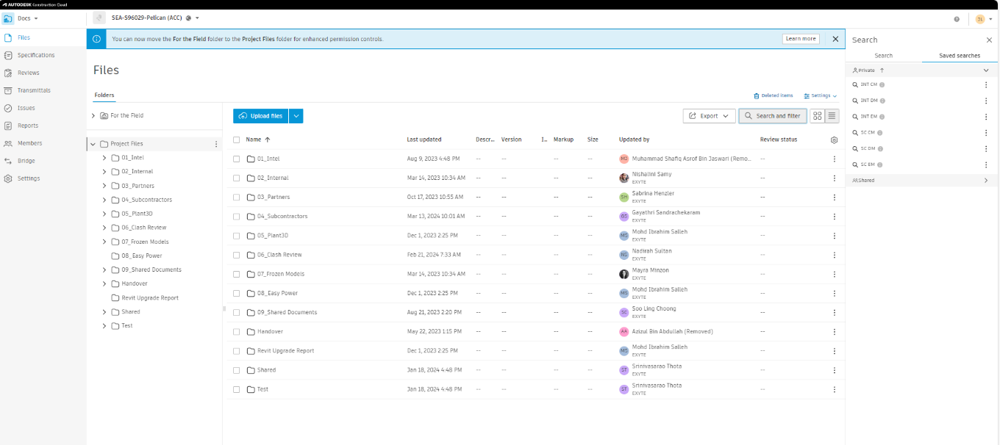 AUTODESK Construction Cloud
Docs
SEA-S96029-Pelican (ACC)
JL
Files
Specifications
Reviews
Transmittals
Issues
Reports
Members
Bridge
Settings
You can now move the For the Field folder to the Project Files folder for enhanced permission controls.
Learn more
Files
Folders
Deleted items
Settings
For the Field
Project Files
01_Intel
02_Internal
03_Partners
04_Subcontractors
05_Plant3D
06_Clash Review
07_Frozen Models
08_Easy Power
09_Shared Documents
Handover
Revit Upgrade Report
Shared
Test
Upload files
Export
Search and filter
Name Last updated Descr... Version I.. Markup Size Updated by Review status
01_Intel Aug 9, 2023 4:48 PM -- -- -- -- MJ Muhammad Shafiq Asrof Bin Jaswari (Remo... --
02_Internal Mar 14, 2023 10:34 AM -- -- -- -- Nishalini Samy --
EXYTE
03_Partners Oct 17, 2023 10:55 AM -- -- -- -- SH Sabrina Henzler --
EXYTE
04_Subcontractors Mar 13, 2024 10:01 AM -- -- -- -- GS Gayathri Sandrachekaram --
EXYTE
05_Plant3D Dec 1, 2023 2:25 PM -- -- -- -- MS Mohd Ibrahim Salleh --
EXYTE
06_Clash Review Feb 21, 2024 7:33 AM -- -- -- -- NS Nadirah Sultan --
EXYTE
07_Frozen Models Mar 14, 2023 10:34 AM -- -- -- -- Mayra Minzon --
EXYTE
08_Easy Power Dec 1, 2023 2:25 PM -- -- -- -- MS Mohd Ibrahim Salleh --
EXYTE
09_Shared Documents Aug 21, 2023 2:20 PM -- -- -- -- SC Soo Ling Choong --
EXYTE
Handover May 22, 2023 1:15 PM -- -- -- -- AA Azizul Bin Abdullah (Removed) --
Revit Upgrade Report Dec 1, 2023 2:25 PM -- -- -- -- MS Mohd Ibrahim Salleh --
EXYTE
Shared Jan 18, 2024 4:48 PM -- -- -- -- ST Srinivasarao Thota --
EXYTE
Test Jan 18, 2024 4:48 PM -- -- -- -- ST Srinivasarao Thota --
EXYTE
Search
Search Saved searches
Private
INT CM
INT DM
INT EM
SC CM
SC DM
SC EM
Shared